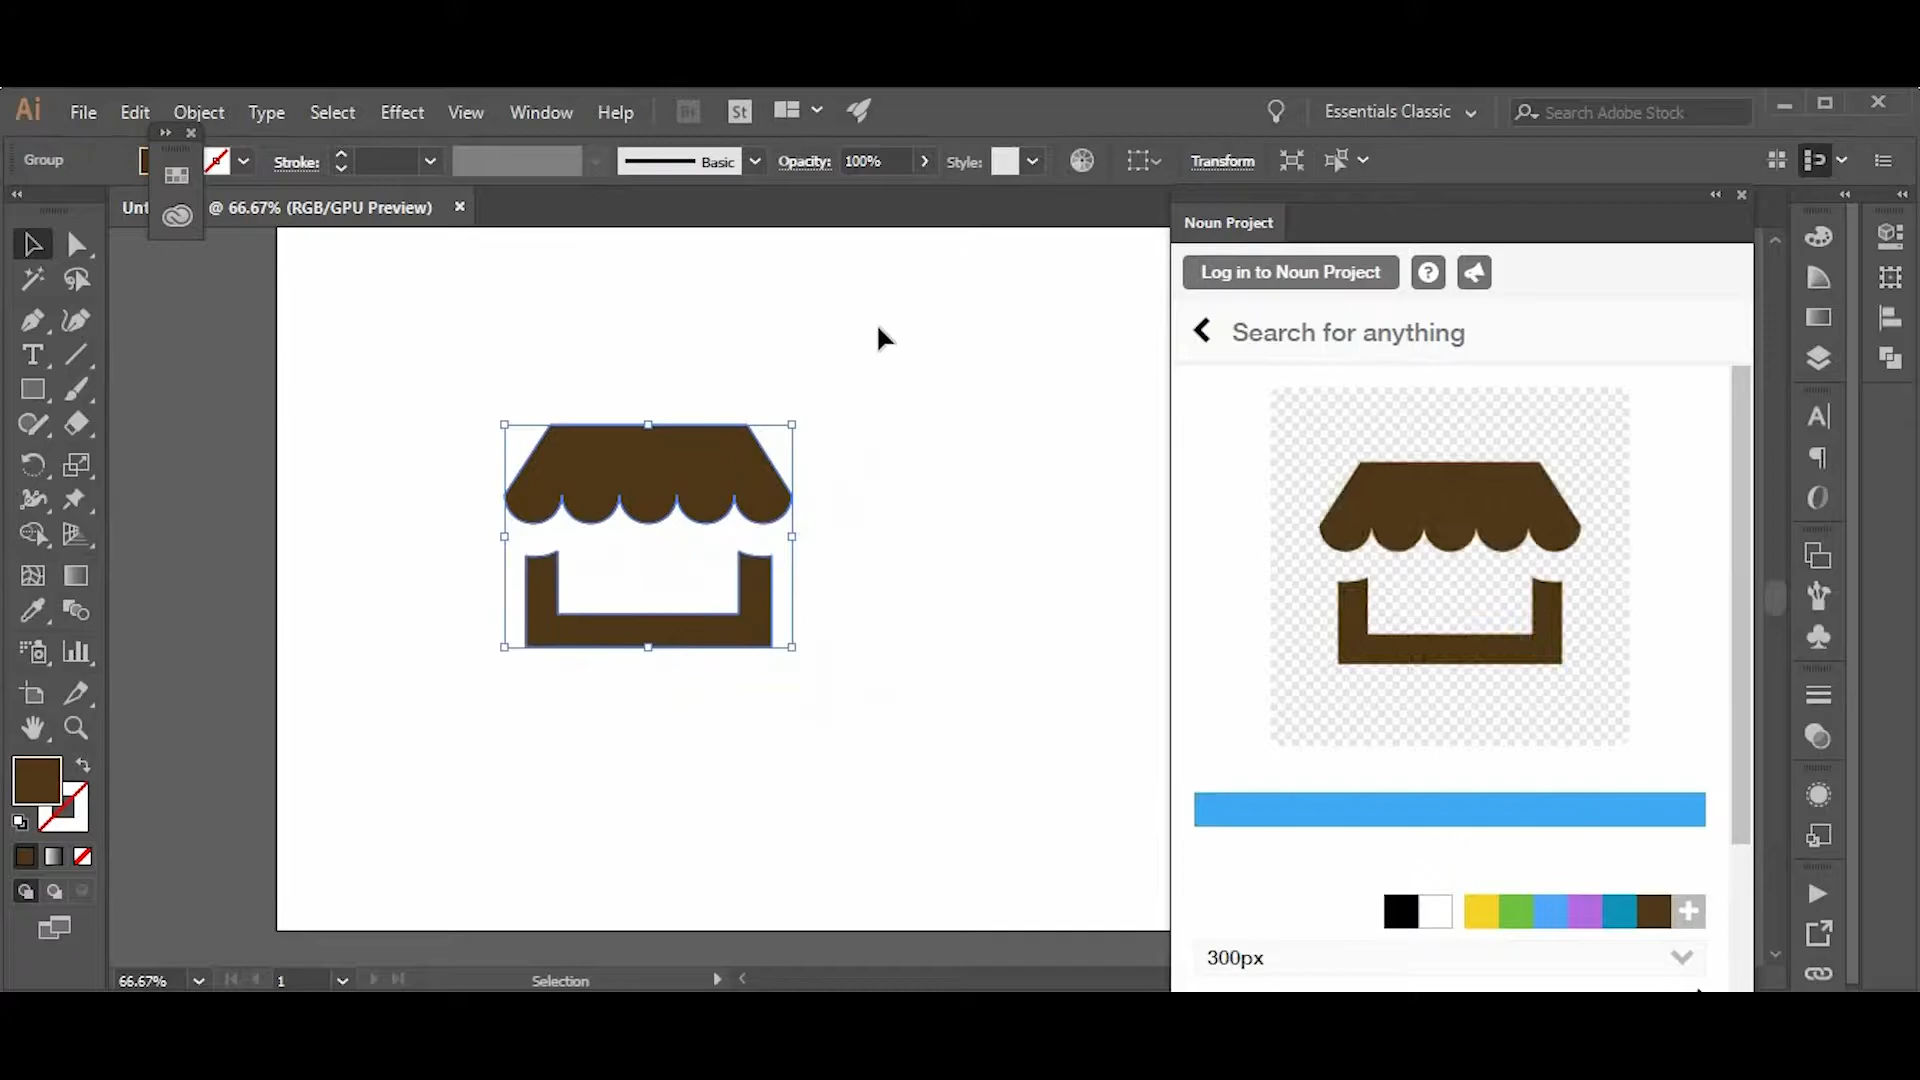 Ai File Edit Object Type Select Effect View Window Help St Essentials Classic Search Adobe Stock
Group Stroke: Basic Opacity: 100% Style: Transform
Unt @ 66.67% (RGB/GPU Preview)
Noun Project
Log in to Noun Project
Search for anything
300px
66.67% 1 Selection